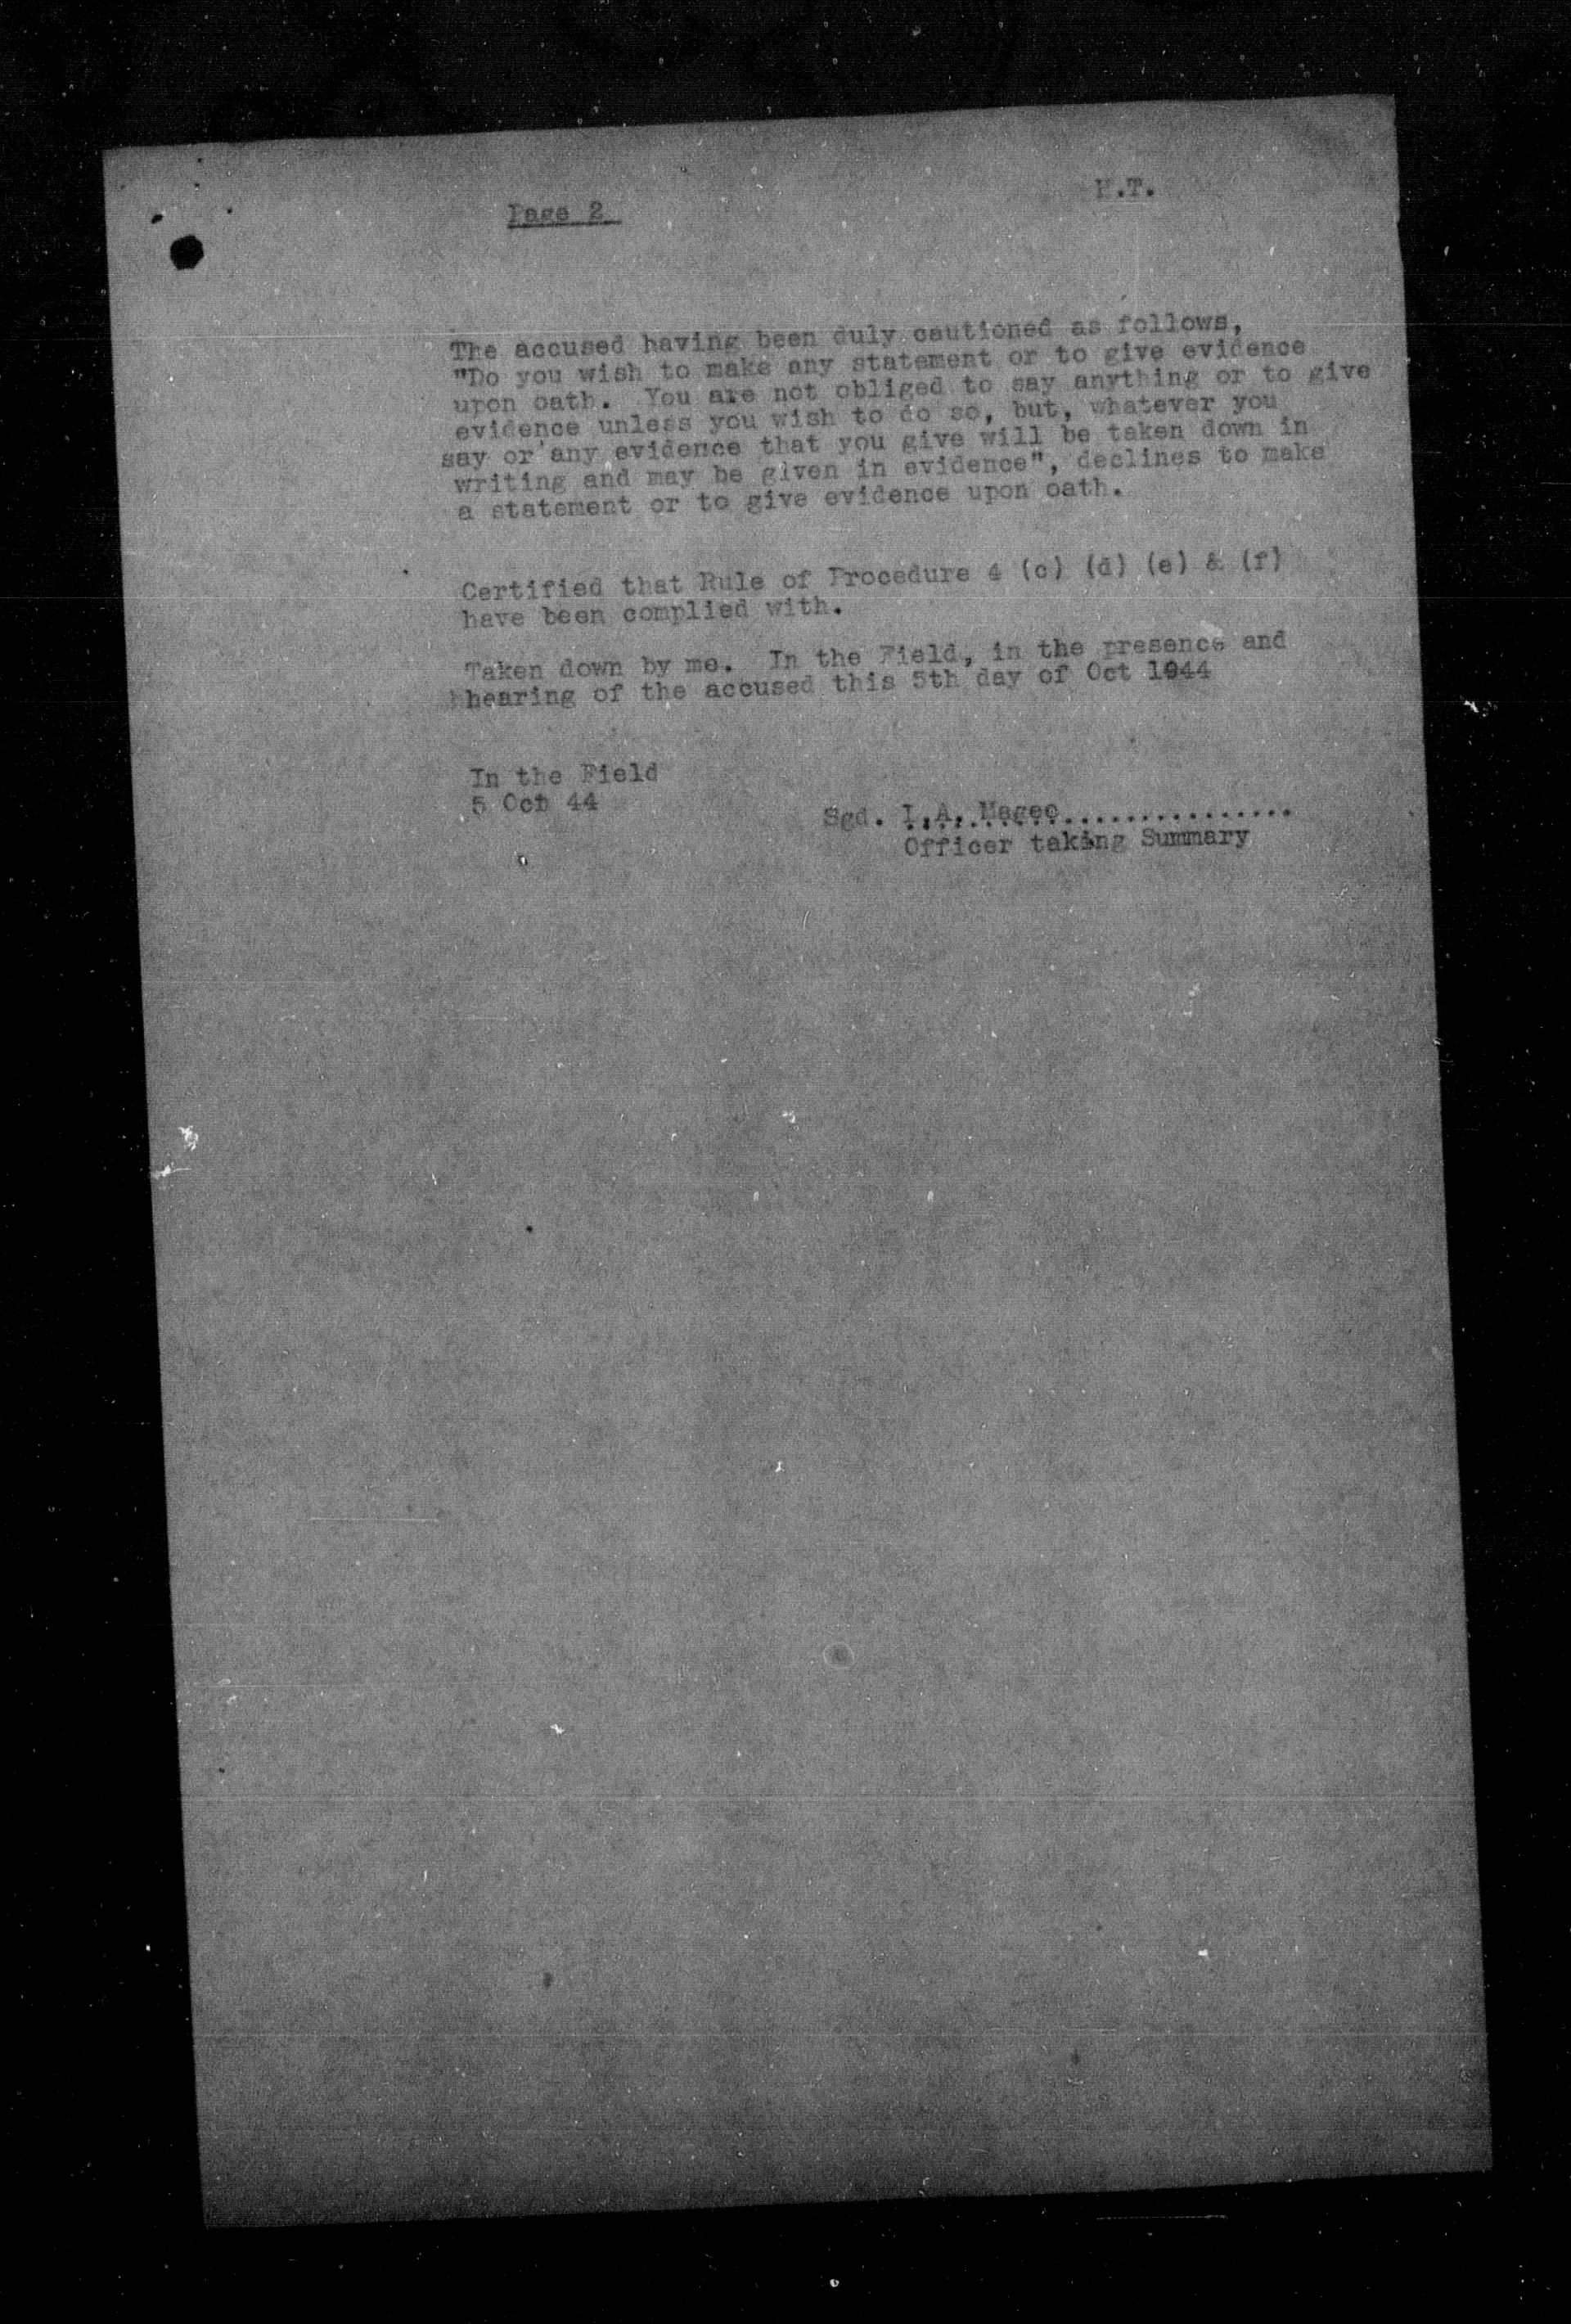 Page 2
H.T.
The accused having been duly cautioned as follows,
"Do you wish to make any statement or to give evidence
upon oath. You are not obliged to say anything or to give
evidence unless you wish to do so, but, whatever you
say or any evidence that you give will be taken down in
writing and may be given in evidence", declines to make
a statement or to give evidence upon oath.
Certified that Rule of Procedure 4 (c) (d) (e) & (f)
have been complied with.
Taken down by me. In the Field, in the presence and
hearing of the accused this 5th day of Oct 1944
In the Field
5 Oct 44
Sgd. I.A. Magee................
Officer taking Summary